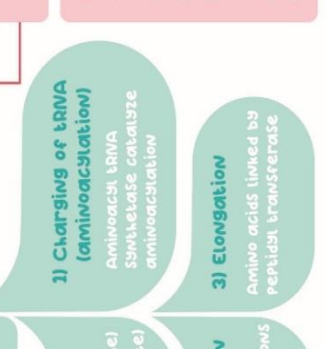 1) Charging of tRNA
(aminoacylation)
Aminoacyl tRNA
synthetase catalyze
aminoacylation
3) Elongation
Amino acids linked by
peptidyl transferase